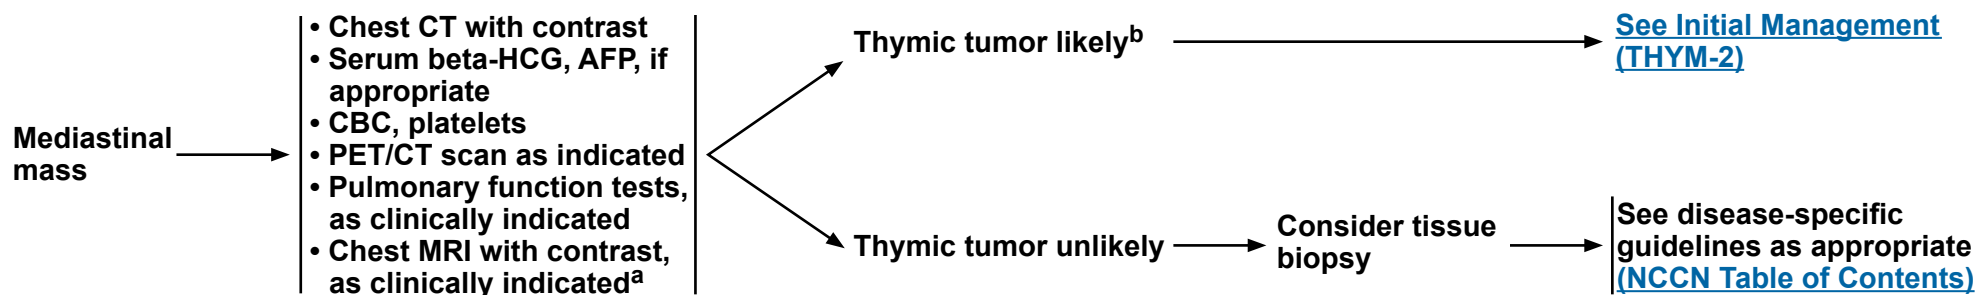 Mediastinal
mass
• Chest CT with contrast
• Serum beta-HCG, AFP, if
appropriate
• CBC, platelets
• PET/CT scan as indicated
• Pulmonary function tests,
as clinically indicated
• Chest MRI with contrast,
as clinically indicatedᵃ
Thymic tumor likelyᵇ
See Initial Management
(THYM-2)
Thymic tumor unlikely
Consider tissue
biopsy
See disease-specific
guidelines as appropriate
(NCCN Table of Contents)